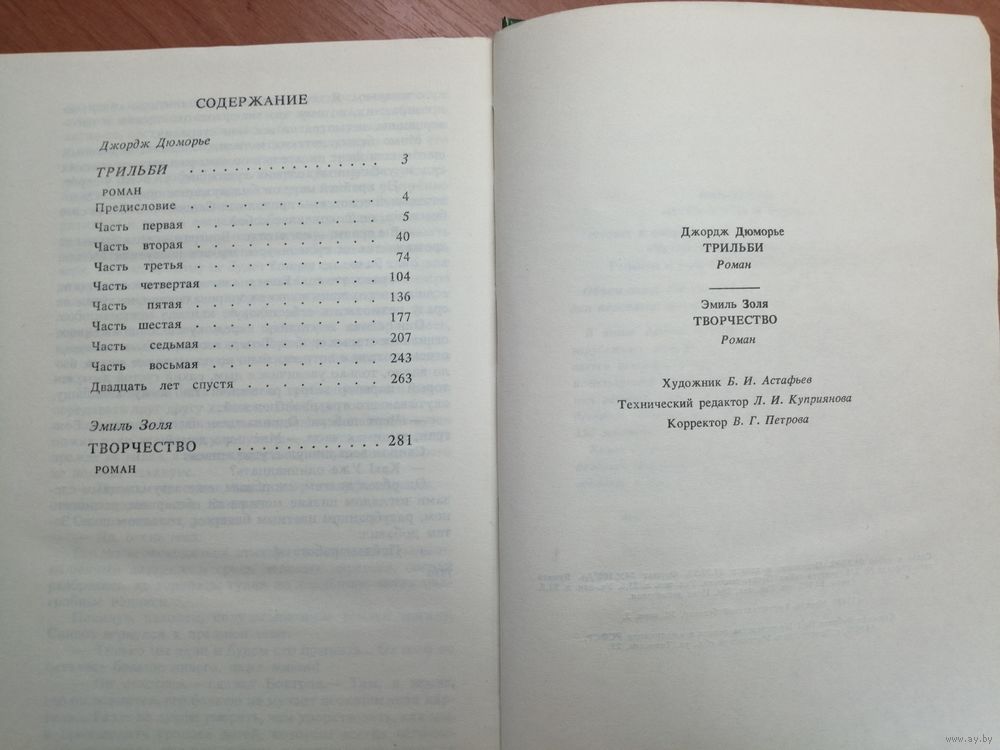 СОДЕРЖАНИЕ
Джордж Дюморье
ТРИЛЬБИ . . . . . . . . . . . . . . . . . 3
РОМАН
Предисловие . . . . . . . . . . . . 4
Часть первая . . . . . . . . . . . 5
Часть вторая . . . . . . . . . . . 40
Часть третья . . . . . . . . . . . 74
Часть четвертая . . . . . . . . . . 104
Часть пятая . . . . . . . . . . . 136
Часть шестая . . . . . . . . . . . 177
Часть седьмая . . . . . . . . . . 207
Часть восьмая . . . . . . . . . . 243
Двадцать лет спустя . . . . . . . . 263
Эмиль Золя
ТВОРЧЕСТВО . . . . . . . . . . . . . 281
РОМАН
Джордж Дюморье
ТРИЛЬБИ
Роман
Эмиль Золя
ТВОРЧЕСТВО
Роман
Художник Б. И. Астафьев
Технический редактор Л. И. Куприянова
Корректор В. Г. Петрова
www.ay.by